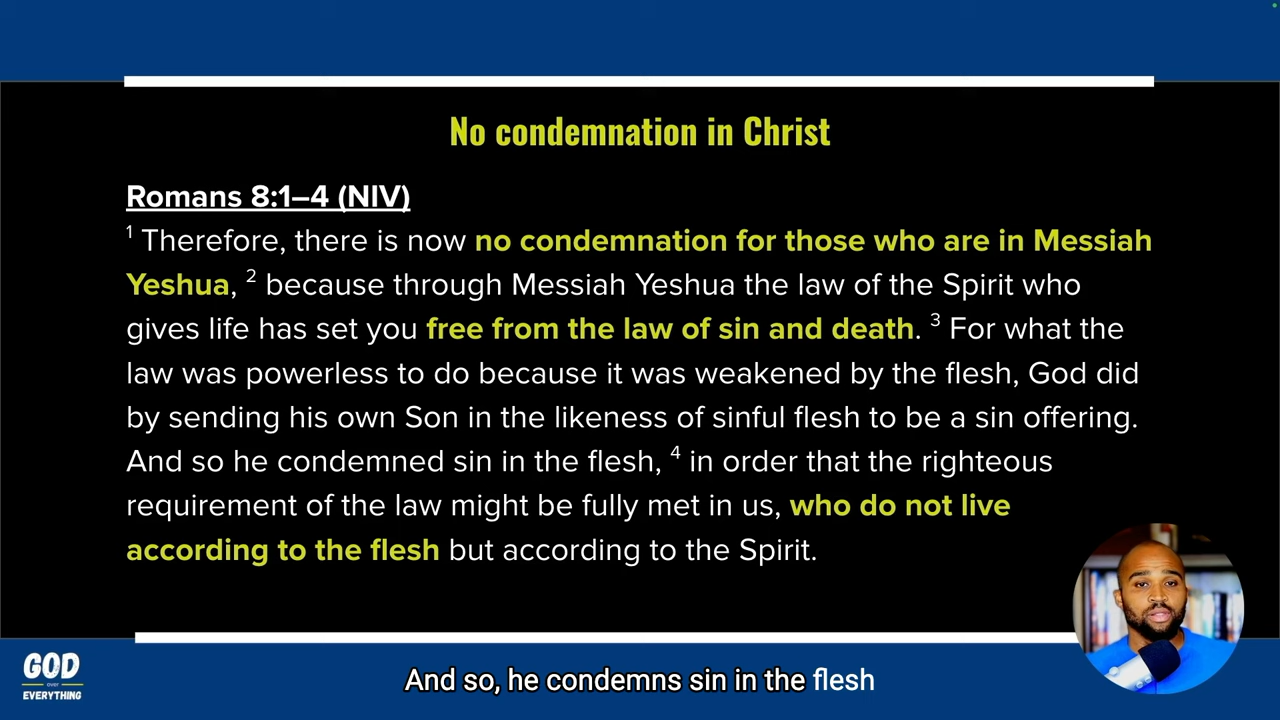 No condemnation in Christ
Romans 8:1–4 (NIV)
¹ Therefore, there is now no condemnation for those who are in Messiah
Yeshua, ² because through Messiah Yeshua the law of the Spirit who
gives life has set you free from the law of sin and death. ³ For what the
law was powerless to do because it was weakened by the flesh, God did
by sending his own Son in the likeness of sinful flesh to be a sin offering.
And so he condemned sin in the flesh, ⁴ in order that the righteous
requirement of the law might be fully met in us, who do not live
according to the flesh but according to the Spirit.
GOD
OVER
EVERYTHING
And so, he condemns sin in the flesh